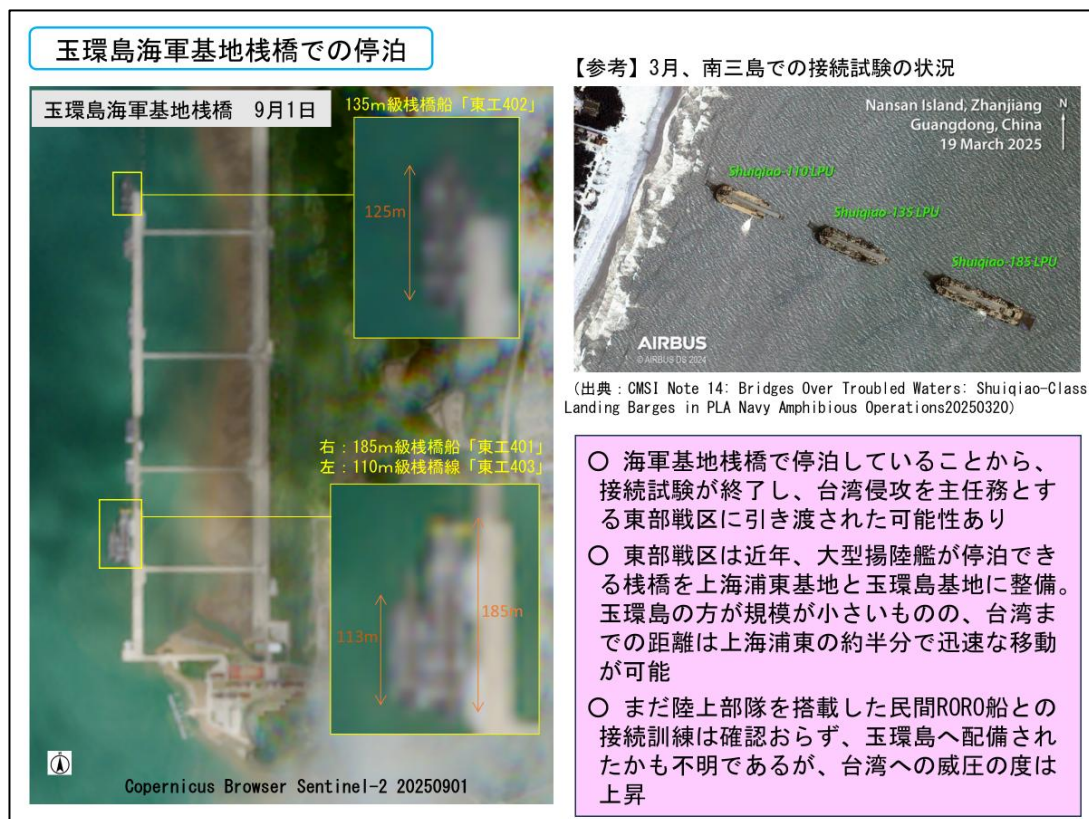 玉環島海軍基地桟橋での停泊
玉環島海軍基地桟橋 9月1日
135m級桟橋船「東工402」
125m
右：185m級桟橋船「東工401」
左：110m級桟橋線「東工403」
113m
185m
Copernicus Browser Sentinel-2 20250901
【参考】3月、南三島での接続試験の状況
Nansan Island, Zhanjiang
Guangdong, China
19 March 2025
N
Shuiqiao-110 LPU
Shuiqiao-135 LPU
Shuiqiao-185 LPU
AIRBUS
© AIRBUS DS 2024
（出典：CMSI Note 14: Bridges Over Troubled Waters: Shuiqiao-Class
Landing Barges in PLA Navy Amphibious Operations20250320）
〇 海軍基地桟橋で停泊していることから、
接続試験が終了し、台湾侵攻を主任務とす
る東部戦区に引き渡された可能性あり
〇 東部戦区は近年、大型揚陸艦が停泊でき
る桟橋を上海浦東基地と玉環島基地に整備。
玉環島の方が規模が小さいものの、台湾ま
での距離は上海浦東の約半分で迅速な移動
が可能
〇 まだ陸上部隊を搭載した民間RORO船との
接続訓練は確認おらず、玉環島へ配備され
たかも不明であるが、台湾への威圧の度は
上昇